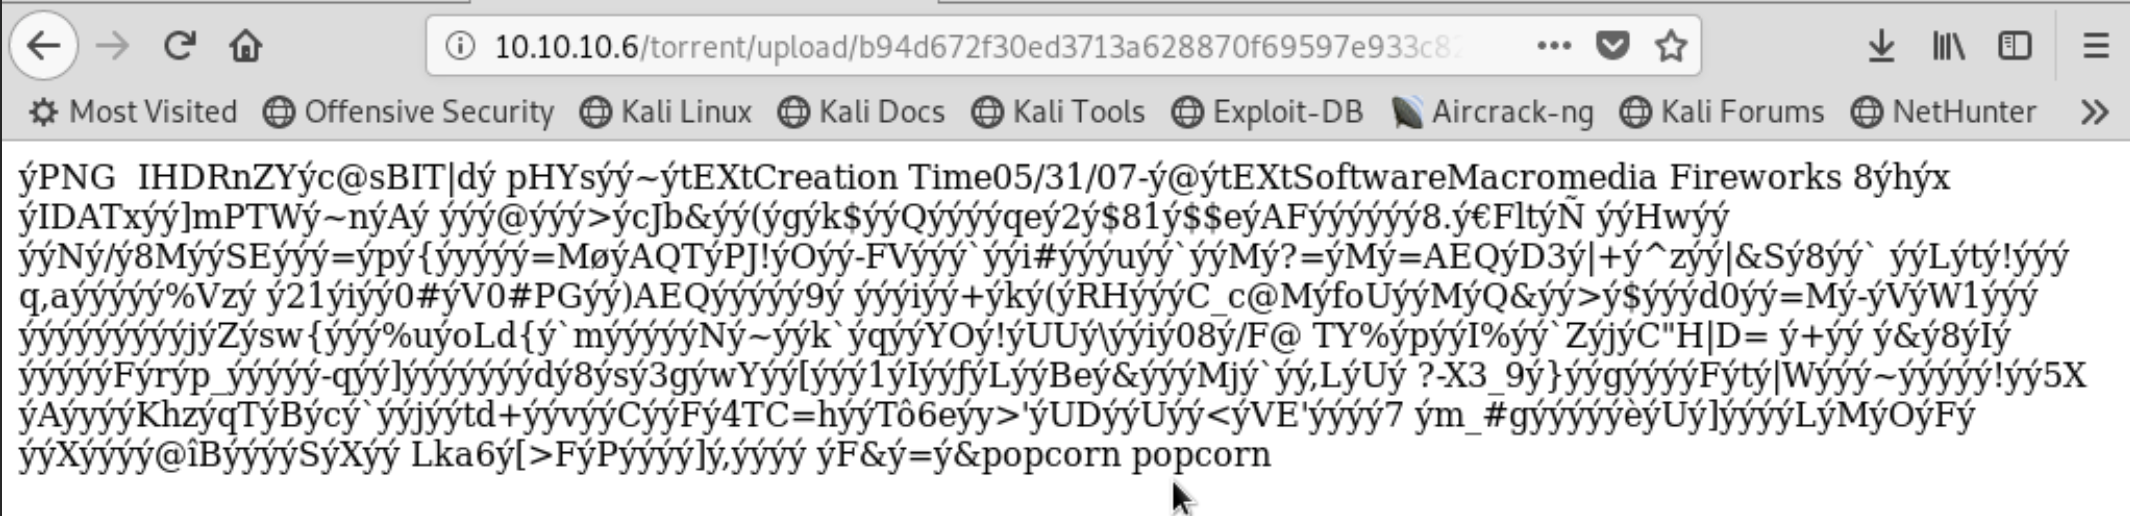 10.10.10.6/torrent/upload/b94d672f30ed3713a628870f69597e933c82
Most Visited Offensive Security Kali Linux Kali Docs Kali Tools Exploit-DB Aircrack-ng Kali Forums NetHunter
ýPNG IHDRnZYýc@sBIT|dý pHYsýý~ýtEXtCreation Time05/31/07-ý@ýtEXtSoftwareMacromedia Fireworks 8ýhýx
ýIDATxýý]mPTWý~nýAý ýýý@ýýý>ýcJb&ýý(ýgýk$ýýQýýýýqeý2ý$81ý$$eýAFýýýýýý8.ý€FltýÑ ýýHwýý
ýýNý/ý8MýýSEýýý=ýpý{ýýýýý=MøýAQTýPJ!ýOýý-FVýýý`ýýi#ýýýuýý`ýýMý?=ýMý=AEQýD3ý|+ý^zýý|&Sý8ýý` ýýLýtý!ýýý
q,aýýýýý%Vzý ý21ýiýý0#ýV0#PGýý)AEQýýýýý9ý ýýýiýý+ýký(ýRHýýýC_c@MýfoUýýMýQ&ýý>ý$ýýýd0ýý=Mý-ýVýW1ýýý
ýýýýýýýýýjýZýsw{ýýý%uýoLd{ý`mýýýýýNý~ýýk`ýqýýYOý!ýUUý\ýýiý08ý/F@ TY%ýpýýI%ýý`ZýjýC"H|D= ý+ýý ý&ý8ýIý
ýýýýýFýrýp_ýýýýý-qýý]ýýýýýýýdý8ýsý3gýwYýý[ýýý1ýIýýƒýLýýBeý&ýýýMjý`ýý,LýUý ?-X3_9ý}ýýgýýýýFýtý|Wýýý~ýýýýý!ýý5X
ýAýyýýKhzýqTýBýcý`ýýjýýtd+ýývýýCýýFý4TC=hýýTô6eýy>'ýUDýýUýý<ýVE'ýýýý7 ým_#gýýýýýèýUý]ýýýýLýMýOýFý
ýýXýýýý@îBýýýýSýXýý Lka6ý[>FýPýýýý]ý,ýýýý ýF&ý=ý&popcorn popcorn